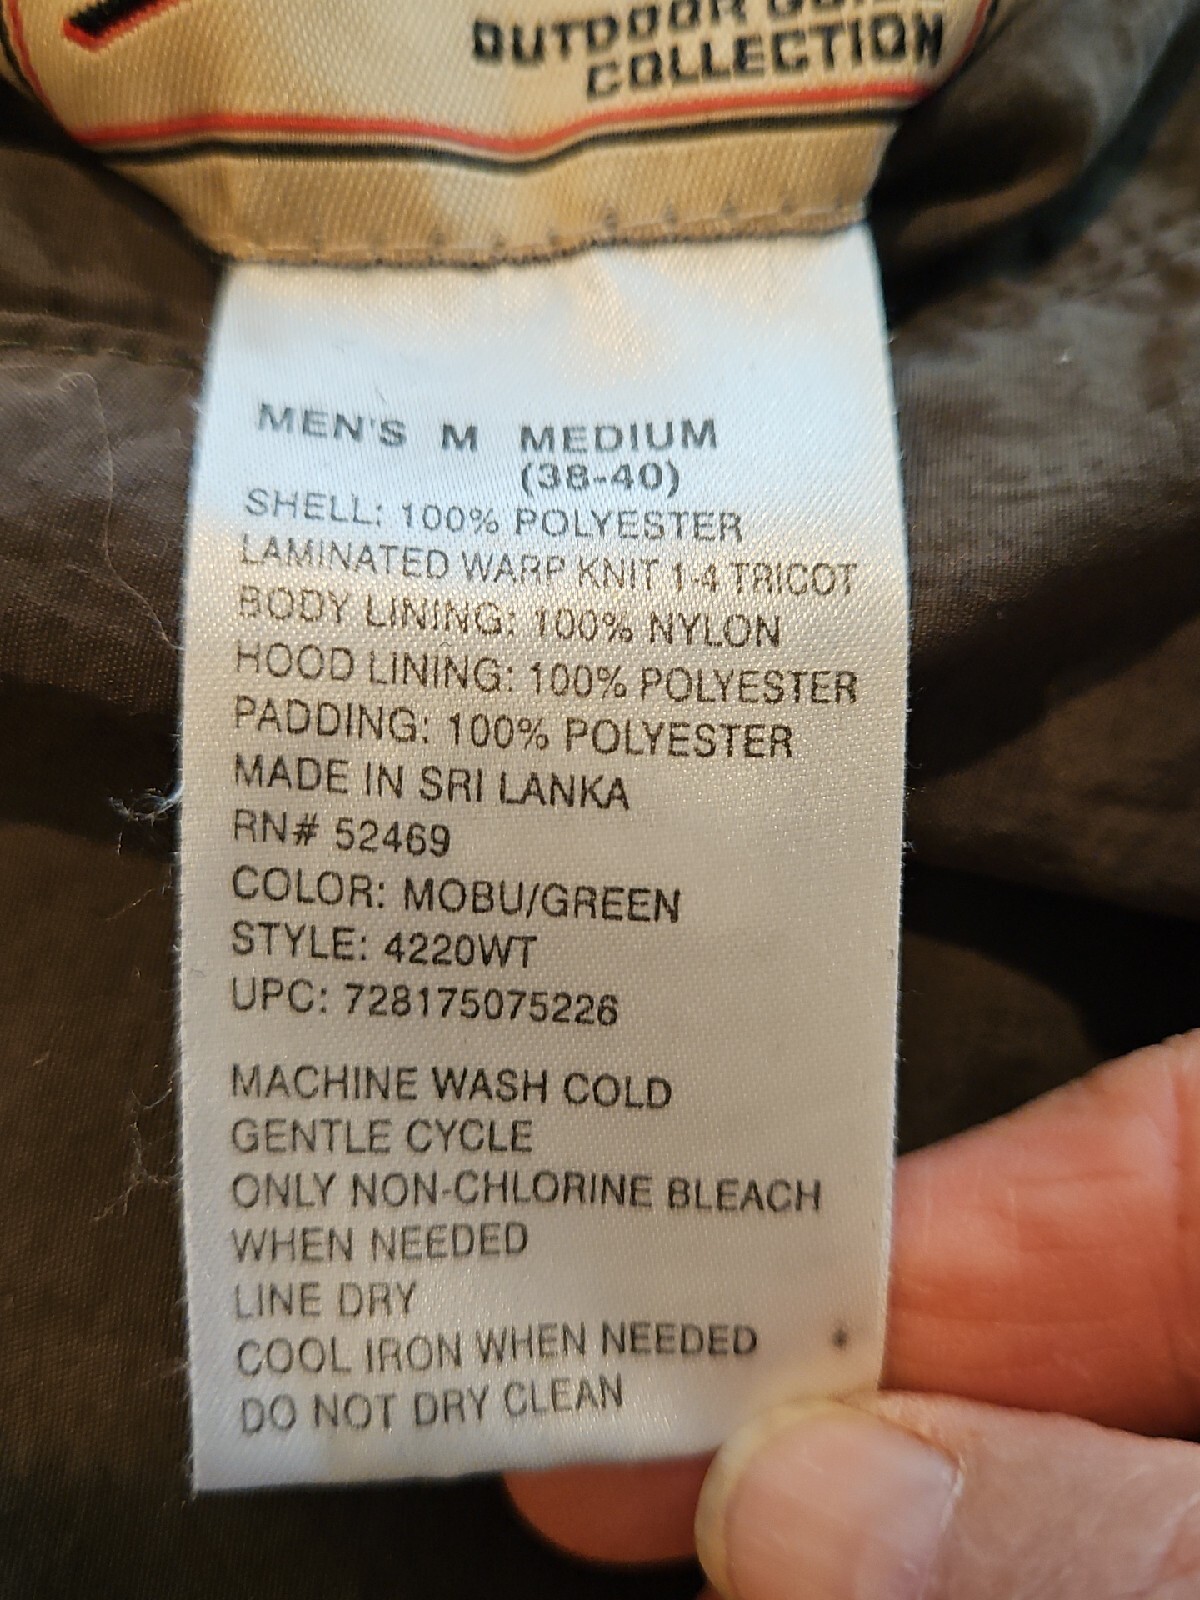 OUTDOOR
COLLECTION
MEN'S M MEDIUM
(38-40)
SHELL: 100% POLYESTER
LAMINATED WARP KNIT 1-4 TRICOT
BODY LINING: 100% NYLON
HOOD LINING: 100% POLYESTER
PADDING: 100% POLYESTER
MADE IN SRI LANKA
RN# 52469
COLOR: MOBU/GREEN
STYLE: 4220WT
UPC: 728175075226
MACHINE WASH COLD
GENTLE CYCLE
ONLY NON-CHLORINE BLEACH
WHEN NEEDED
LINE DRY
COOL IRON WHEN NEEDED
DO NOT DRY CLEAN